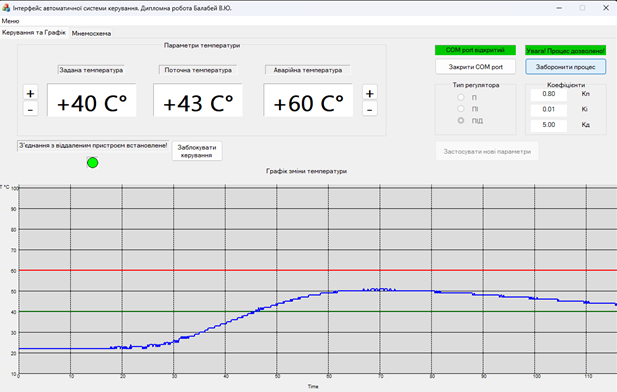 Інтерфейс автоматичної системи керування. Дипломна робота Балабей В.Ю.
Меню
Керування та Графік Мнемосхема
Параметри температури
Задана температура Поточна температура Аварійна температура
+ +40 C° +43 C° +60 C° +
- -
COM port відкритий Увага! Процес дозволено!
Закрити COM port Заборонити процес
Тип регулятора Коефіцієнти
П 0.80 Кп
ПІ 0.01 Кі
ПІД 5.00 Кд
Застосувати нові параметри
З'єднання з віддаленим пристроєм встановлене! Заблокувати
керування
Графік зміни температури
T °C 100
90
80
70
60
50
40
30
20
10
0 10 20 30 40 50 60 70 80 90 100 110
Time